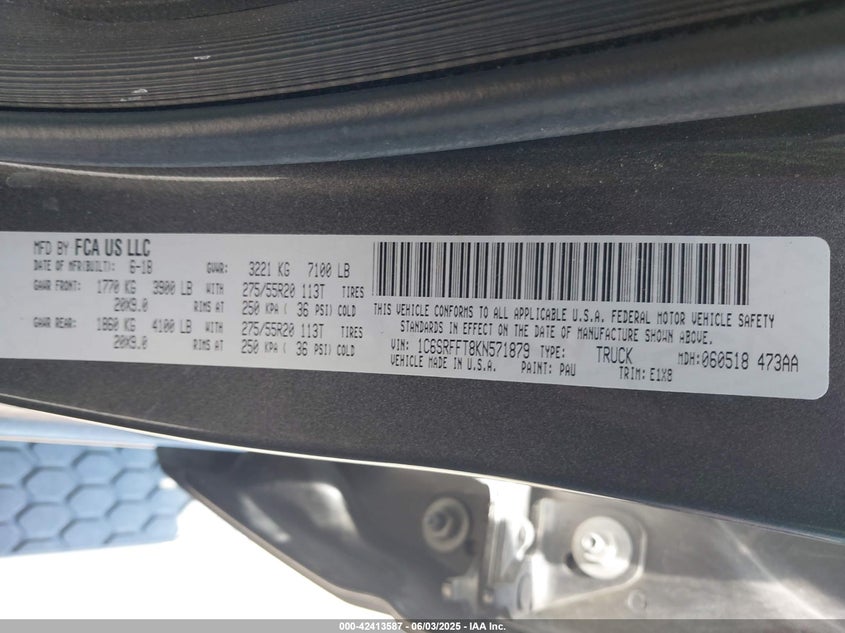 MFD BY FCA US LLC
DATE OF MFR(BUILT): 6-18 GVWR: 3221 KG 7100 LB
GAWR FRONT: 1770 KG 3900 LB WITH 275/55R20 113T TIRES
20X9.0 RIMS AT 250 KPA ( 36 PSI) COLD
GAWR REAR: 1860 KG 4100 LB WITH 275/55R20 113T TIRES
20X9.0 RIMS AT 250 KPA ( 36 PSI) COLD
THIS VEHICLE CONFORMS TO ALL APPLICABLE U.S.A. FEDERAL MOTOR VEHICLE SAFETY
STANDARDS IN EFFECT ON THE DATE OF MANUFACTURE SHOWN ABOVE.
VIN: 1C6SRFFT8KN571879 TYPE: TRUCK MDH: 060518 473AA
VEHICLE MADE IN U.S.A. PAINT: PAU TRIM: E1X8
000-42413587 - 06/03/2025 - IAA Inc.